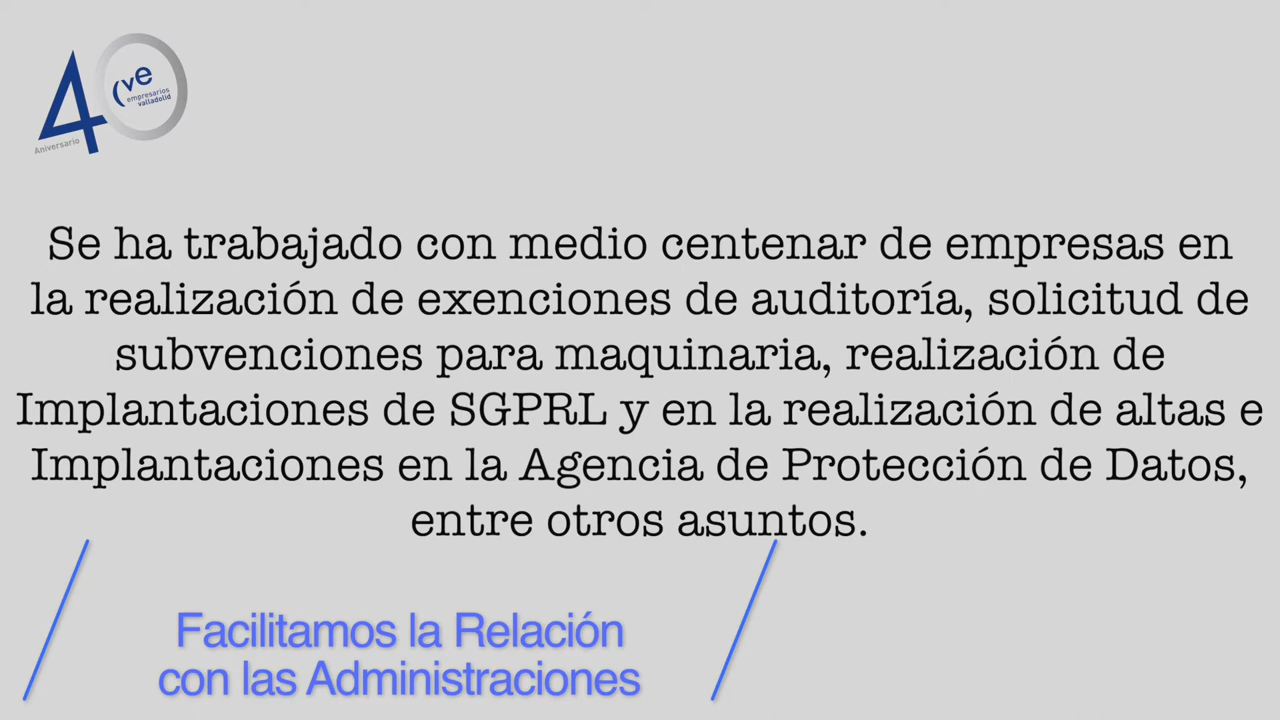 40
cve
empresarios
valladolid
Aniversario
Se ha trabajado con medio centenar de empresas en
la realización de exenciones de auditoría, solicitud de
subvenciones para maquinaria, realización de
Implantaciones de SGPRL y en la realización de altas e
Implantaciones en la Agencia de Protección de Datos,
entre otros asuntos.
Facilitamos la Relación
con las Administraciones